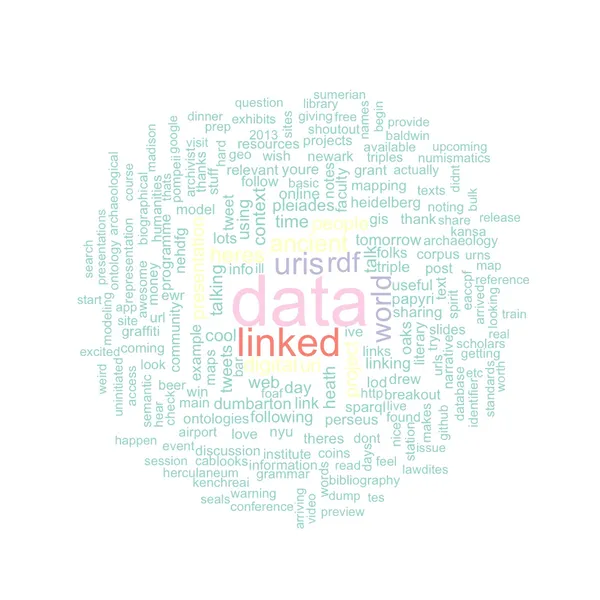 sumerian
question
library
names
begin
dinner
exhibits
giving
free
provide
prep
2013
sites
shoutout
baldwin
google
archivist
visit
hard
resources
projects
available
upcoming
madison
thats
thanks
stuff
geo
wish
newark
triples
actually
numismatics
pompeii
relevant
youre
notes
faculty
grant
texts
didnt
course
humanities
follow
basic
mapping
noting
bulk
archaeological
biographical
model
tweet
using
context
online
pleiades
heidelberg
share
release
presentations
ontology
representation
programme
nehdfg
lots
time
people
gis
thank
kansa
search
awesome
money
presentation
heres
ancient
talk
tomorrow
archaeology
talking
info
ill
uris
rdf
folks
corpus
urns
modeling
ewr
triple
post
map
start
app
url
community
data
world
useful
text
spirit
eaccpf
reference
site
graffiti
example
papyri
arrived
looking
train
sharing
excited
coming
cool
linked
ive
oaks
literary
slides
real
weird
uninitiated
access
look
maps
tweets
bar
digitalrun
project
links
linking
urls
tryc
narrative
scholars
getting
semantic
hear
check
beer
win
web
foaf
day
heath
lod
drew
database
etc
identifier
standards
worth
main
dumbarton
link
http
breakout
ontologies
following
perseus
sparql
live
found
makes
github
airport
love
nyu
theres
dont
nice
station
issue
happen
event
discussion
institute
coins
days
feel
session
cablooks
information
read
lawdites
herculaneum
grammar
words
bibliography
kenchreai
seals
warning
arriving
video
dump
tes
conference
preview